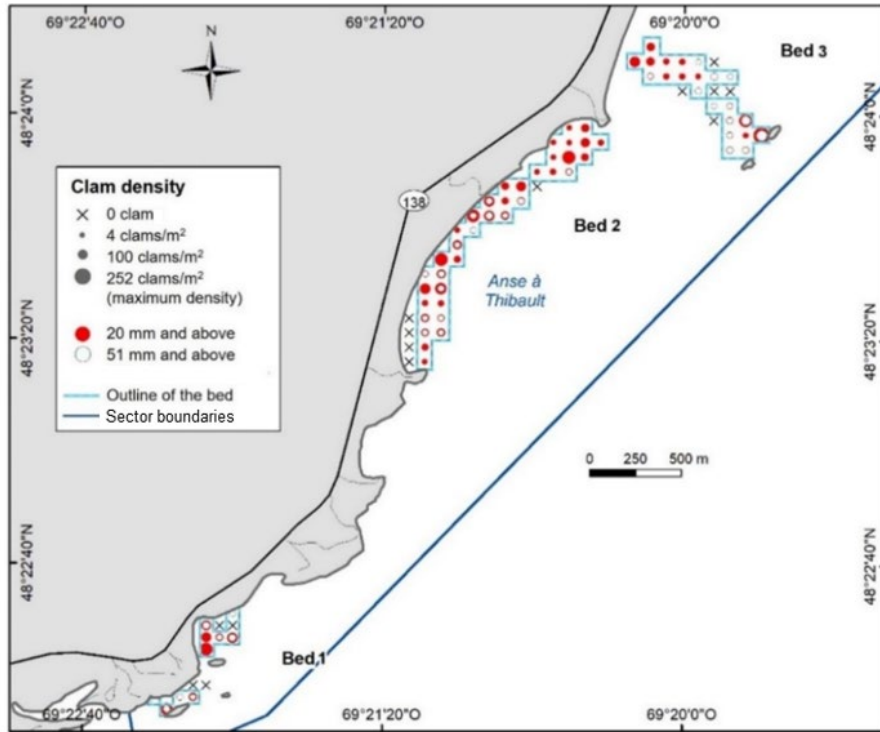 69°22'40"O
69°21'20"O
69°20'0"O
N
Bed 3
48°24'0"N
48°24'0"N
Clam density
0 clam
4 clams/m²
100 clams/m²
252 clams/m²
(maximum density)
20 mm and above
51 mm and above
Outline of the bed
Sector boundaries
138
Bed 2
Anse à
Thibault
48°23'20"N
48°23'20"N
0 250 500 m
48°22'40"N
48°22'40"N
Bed 1
69°22'40"O
69°21'20"O
69°20'0"O